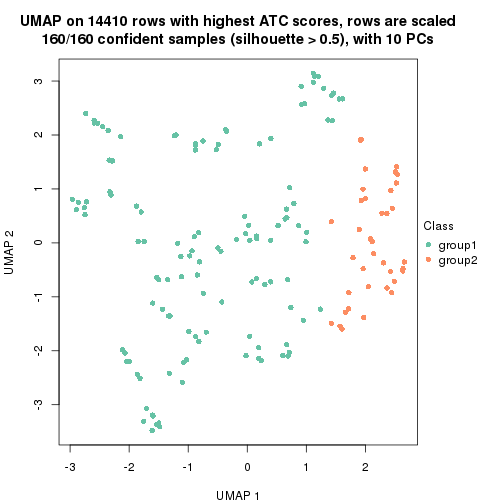 UMAP on 14410 rows with highest ATC scores, rows are scaled
160/160 confident samples (silhouette > 0.5), with 10 PCs
3
2
1
0
-1
-2
-3
UMAP 2
-3
-2
-1
0
1
2
UMAP 1
Class
group1
group2